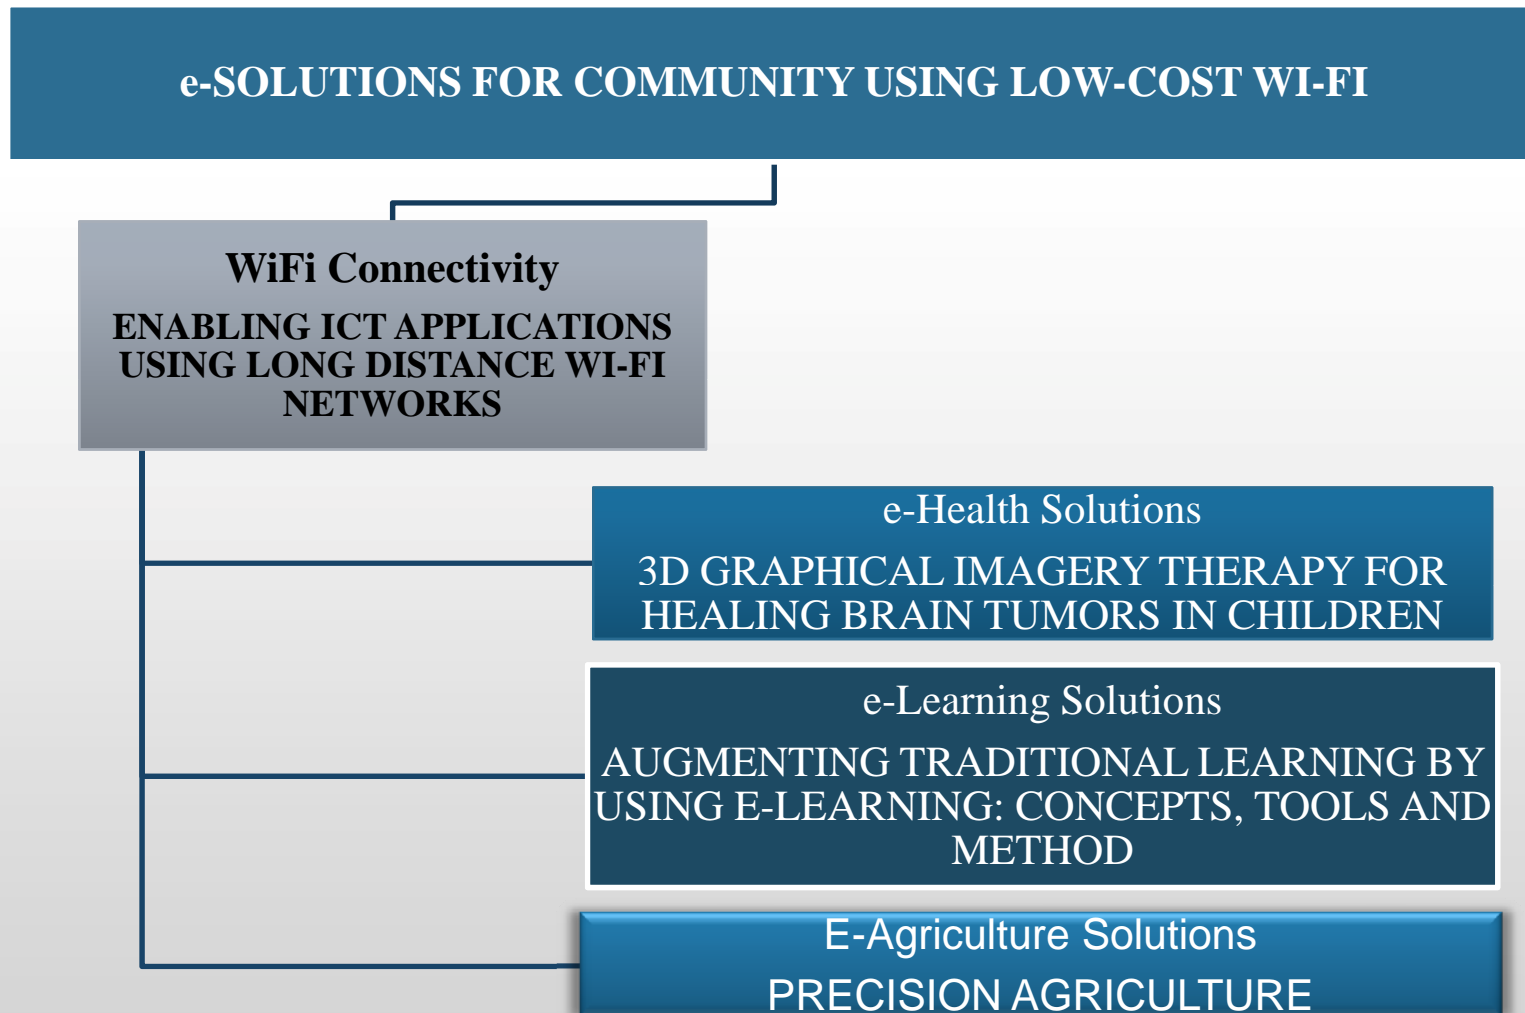 e-SOLUTIONS FOR COMMUNITY USING LOW-COST WI-FI
WiFi Connectivity
ENABLING ICT APPLICATIONS
USING LONG DISTANCE WI-FI
NETWORKS
e-Health Solutions
3D GRAPHICAL IMAGERY THERAPY FOR
HEALING BRAIN TUMORS IN CHILDREN
e-Learning Solutions
AUGMENTING TRADITIONAL LEARNING BY
USING E-LEARNING: CONCEPTS, TOOLS AND
METHOD
E-Agriculture Solutions
PRECISION AGRICULTURE